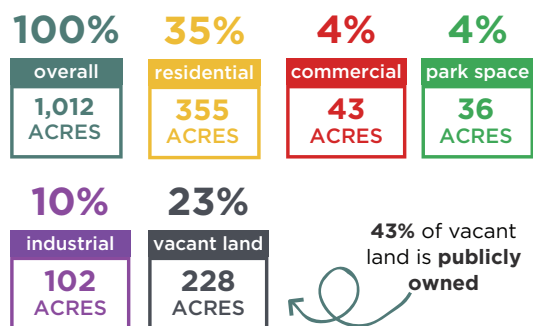 100%
overall
1,012
ACRES
35%
residential
355
ACRES
4%
commercial
43
ACRES
4%
park space
36
ACRES
10%
industrial
102
ACRES
23%
vacant land
228
ACRES
43% of vacant
land is publicly
owned